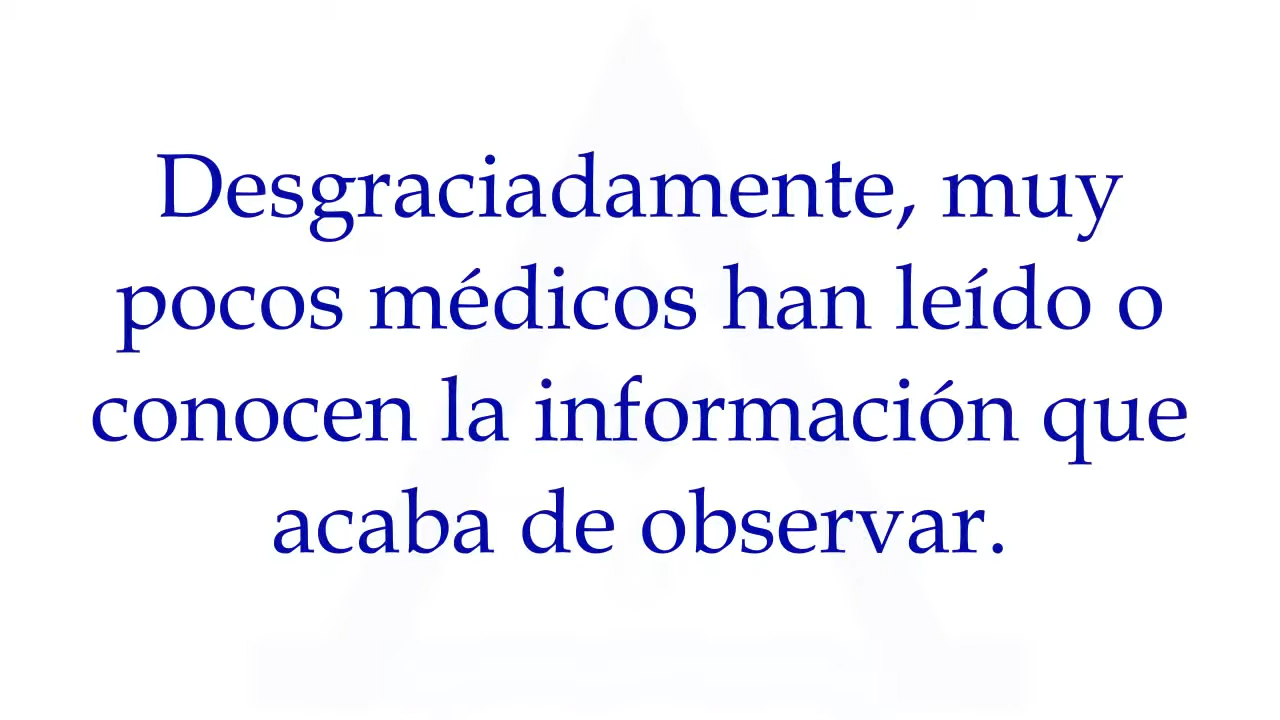 Desgraciadamente, muy
pocos médicos han leído o
conocen la información que
acaba de observar.